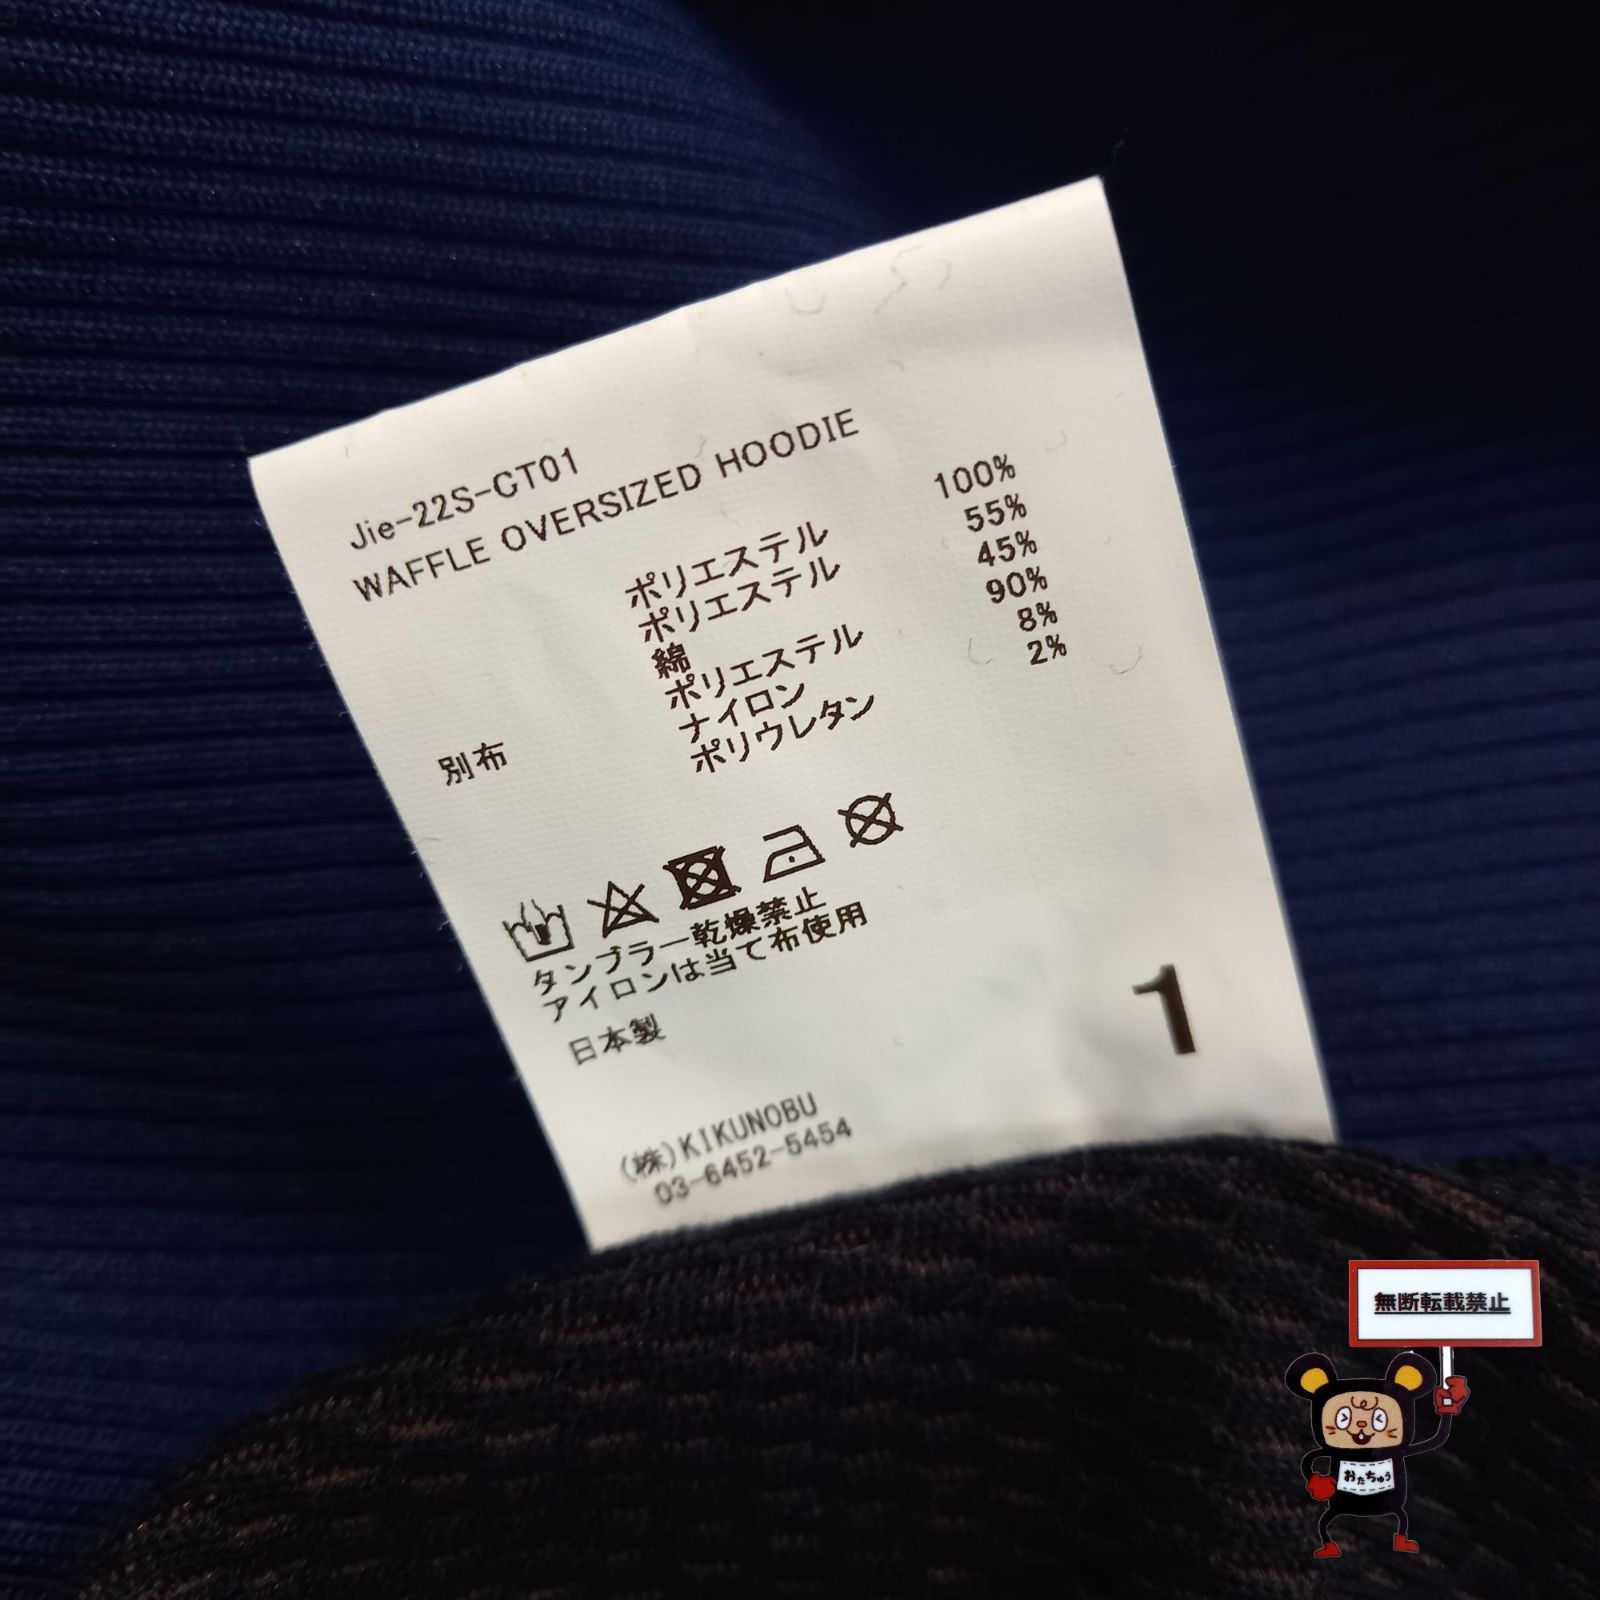 Jie-22S-CT01
WAFFLE OVERSIZED HOODIE
ポリエステル 100%
ポリエステル 55%
綿 45%
別布 ポリエステル 90%
ナイロン 8%
ポリウレタン 2%
タンブラー乾燥禁止
アイロンは当て布使用
日本製
1
(株)KIKUNOBU
03-6452-5454
無断転載禁止
おたちゅう